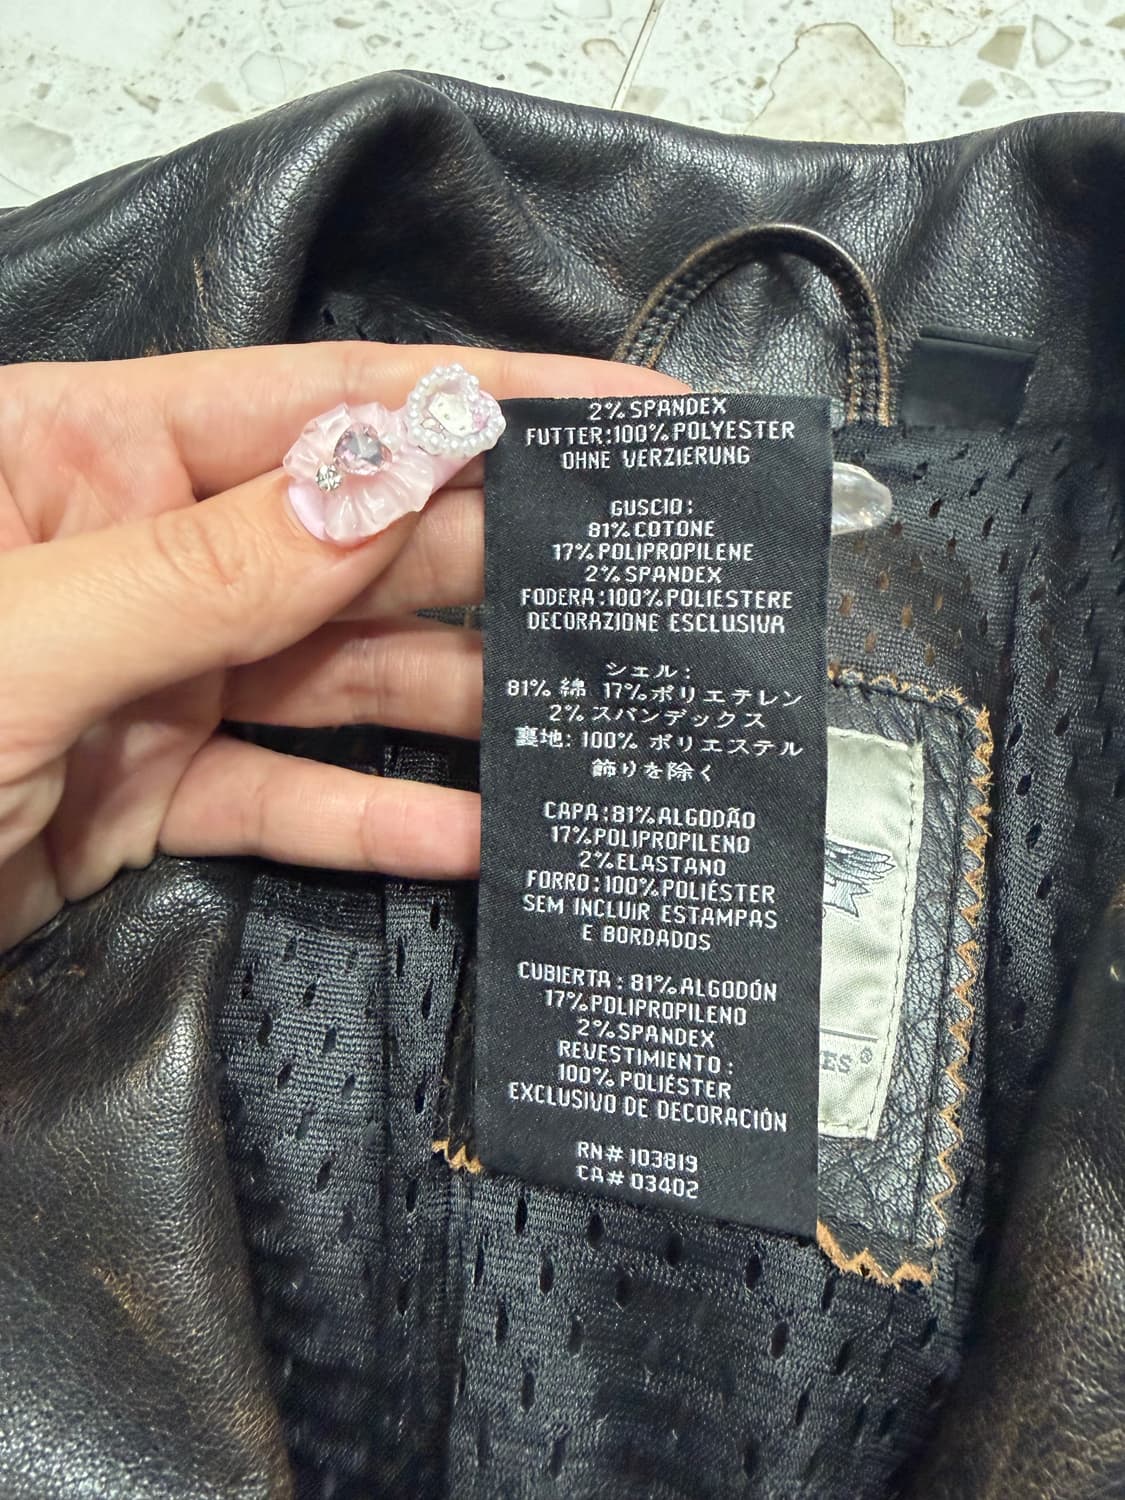 2% SPANDEX
FUTTER:100% POLYESTER
OHNE VERZIERUNG
GUSCIO:
81% COTONE
17% POLIPROPILENE
2% SPANDEX
FODERA:100% POLIESTERE
DECORAZIONE ESCLUSIVA
シェル:
81% 綿 17% ポリエテレン
2% スパンデックス
裏地: 100% ポリエステル
飾りを除く
CAPA:81% ALGODÃO
17% POLIPROPILENO
2% ELASTANO
FORRO:100% POLIÉSTER
SEM INCLUIR ESTAMPAS
E BORDADOS
CUBIERTA: 81% ALGODÓN
17% POLIPROPILENO
2% SPANDEX
REVESTIMIENTO:
100% POLIÉSTER
EXCLUSIVO DE DECORACIÓN
RN# 103819
CA# 03402
ES®